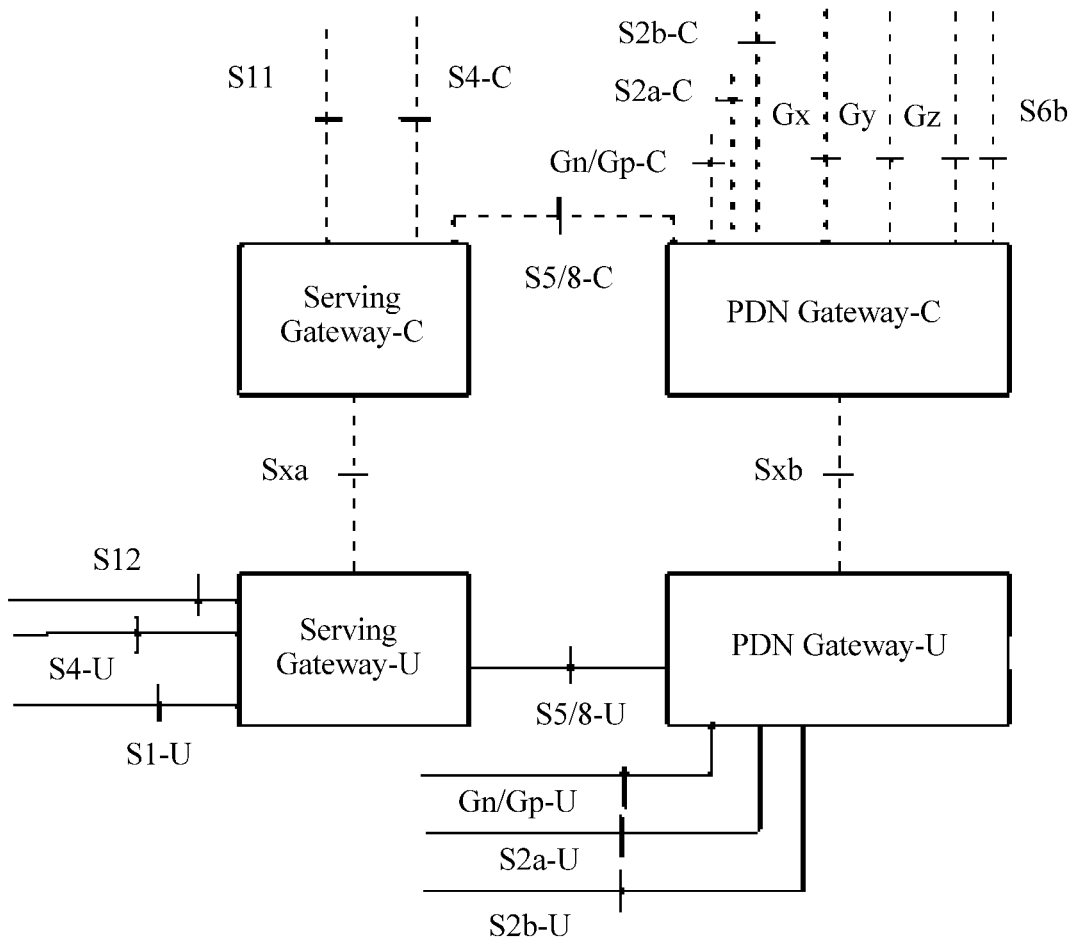 S2b-C
S11
S4-C
S2a-C
Gx
Gy
Gz
S6b
Gn/Gp-C
S5/8-C
Serving
Gateway-C
PDN Gateway-C
Sxa
Sxb
S12
Serving
Gateway-U
PDN Gateway-U
S4-U
S5/8-U
S1-U
Gn/Gp-U
S2a-U
S2b-U